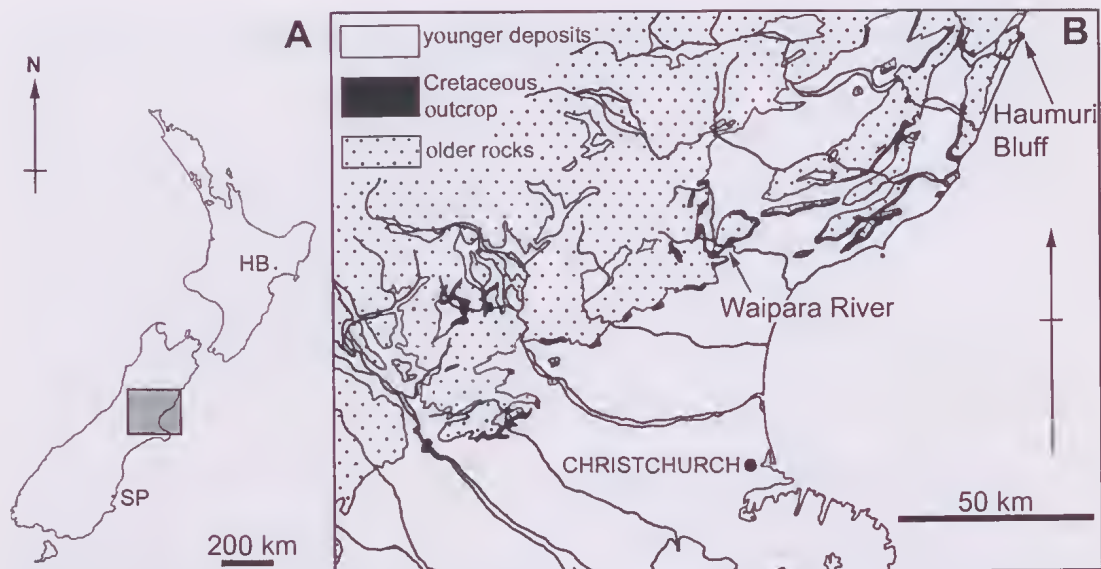 A
N
HB.
SP
200 km
younger deposits
Cretaceous
outcrop
older rocks
B
Haumuri
Bluff
Waipara River
CHRISTCHURCH
50 km